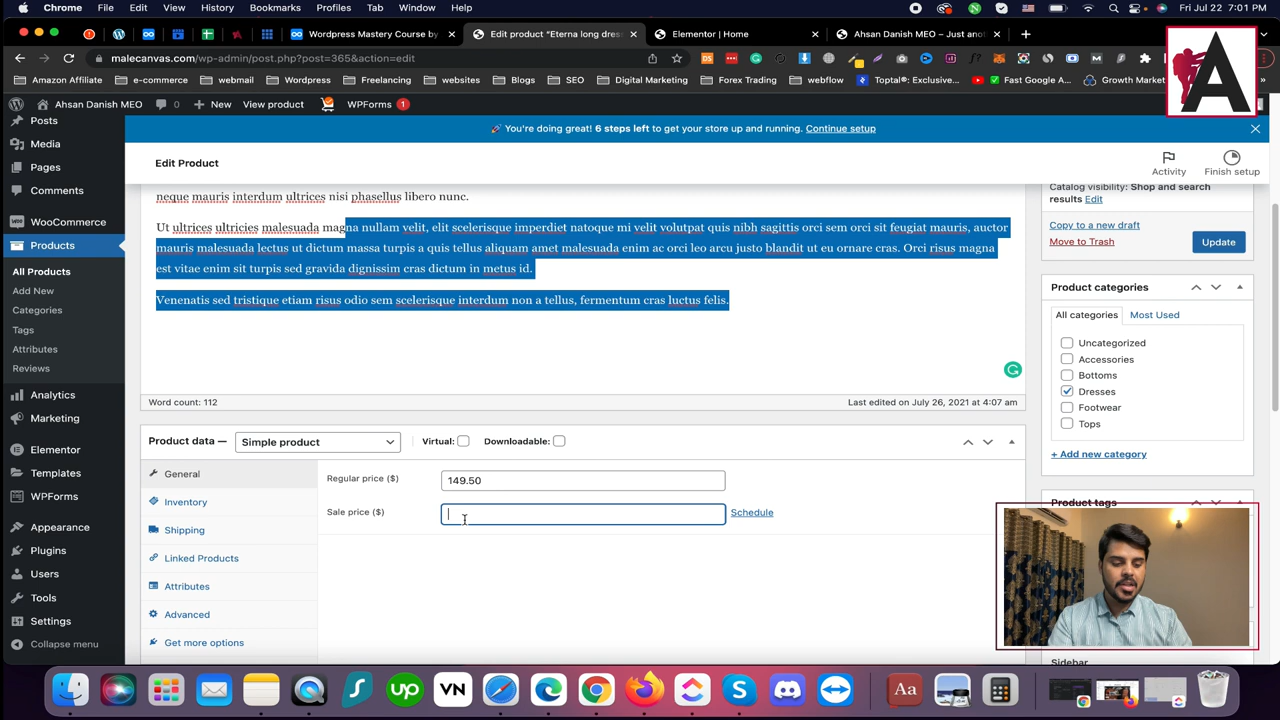 Chrome File Edit View History Bookmarks Profiles Tab Window Help Fri Jul 22 7:01 PM
Wordpress Mastery Course by × Edit product "Eterna long dres × Elementor | Home × Ahsan Danish MEO – Just anot × +
malecanvas.com/wp-admin/post.php?post=365&action=edit
Amazon Affiliate e-commerce webmail Wordpress Freelancing websites Blogs SEO Digital Marketing Forex Trading webflow Toptal®: Exclusive... Fast Google A... Growth Market
A
Ahsan Danish MEO 0 + New View product WPForms 1
🚀 You're doing great! 6 steps left to get your store up and running. Continue setup
Edit Product
Activity
Finish setup
Posts
Media
Pages
Comments
WooCommerce
Products
All Products
Add New
Categories
Tags
Attributes
Reviews
Analytics
Marketing
Elementor
Templates
WPForms
Appearance
Plugins
Users
Tools
Settings
Collapse menu
neque mauris interdum ultrices nisi phasellus libero nunc.
Ut ultrices ultricies malesuada magna nullam velit, elit scelerisque imperdiet natoque mi velit volutpat quis nibh sagittis orci sem orci sit feugiat mauris, auctor
mauris malesuada lectus ut dictum massa turpis a quis tellus aliquam amet malesuada enim ac orci leo arcu justo blandit ut eu ornare cras. Orci risus magna
est vitae enim sit turpis sed gravida dignissim cras dictum in metus id.
Venenatis sed tristique etiam risus odio sem scelerisque interdum non a tellus, fermentum cras luctus felis.
Word count: 112
Last edited on July 26, 2021 at 4:07 am
Product data — Simple product Virtual: Downloadable:
General
Inventory
Shipping
Linked Products
Attributes
Advanced
Get more options
Regular price ($) 149.50
Sale price ($) Schedule
Catalog visibility: Shop and search
results Edit
Copy to a new draft
Move to Trash
Update
Product categories
All categories Most Used
Uncategorized
Accessories
Bottoms
Dresses
Footwear
Tops
+ Add new category
Product tags
Sidebar
up VN Aa